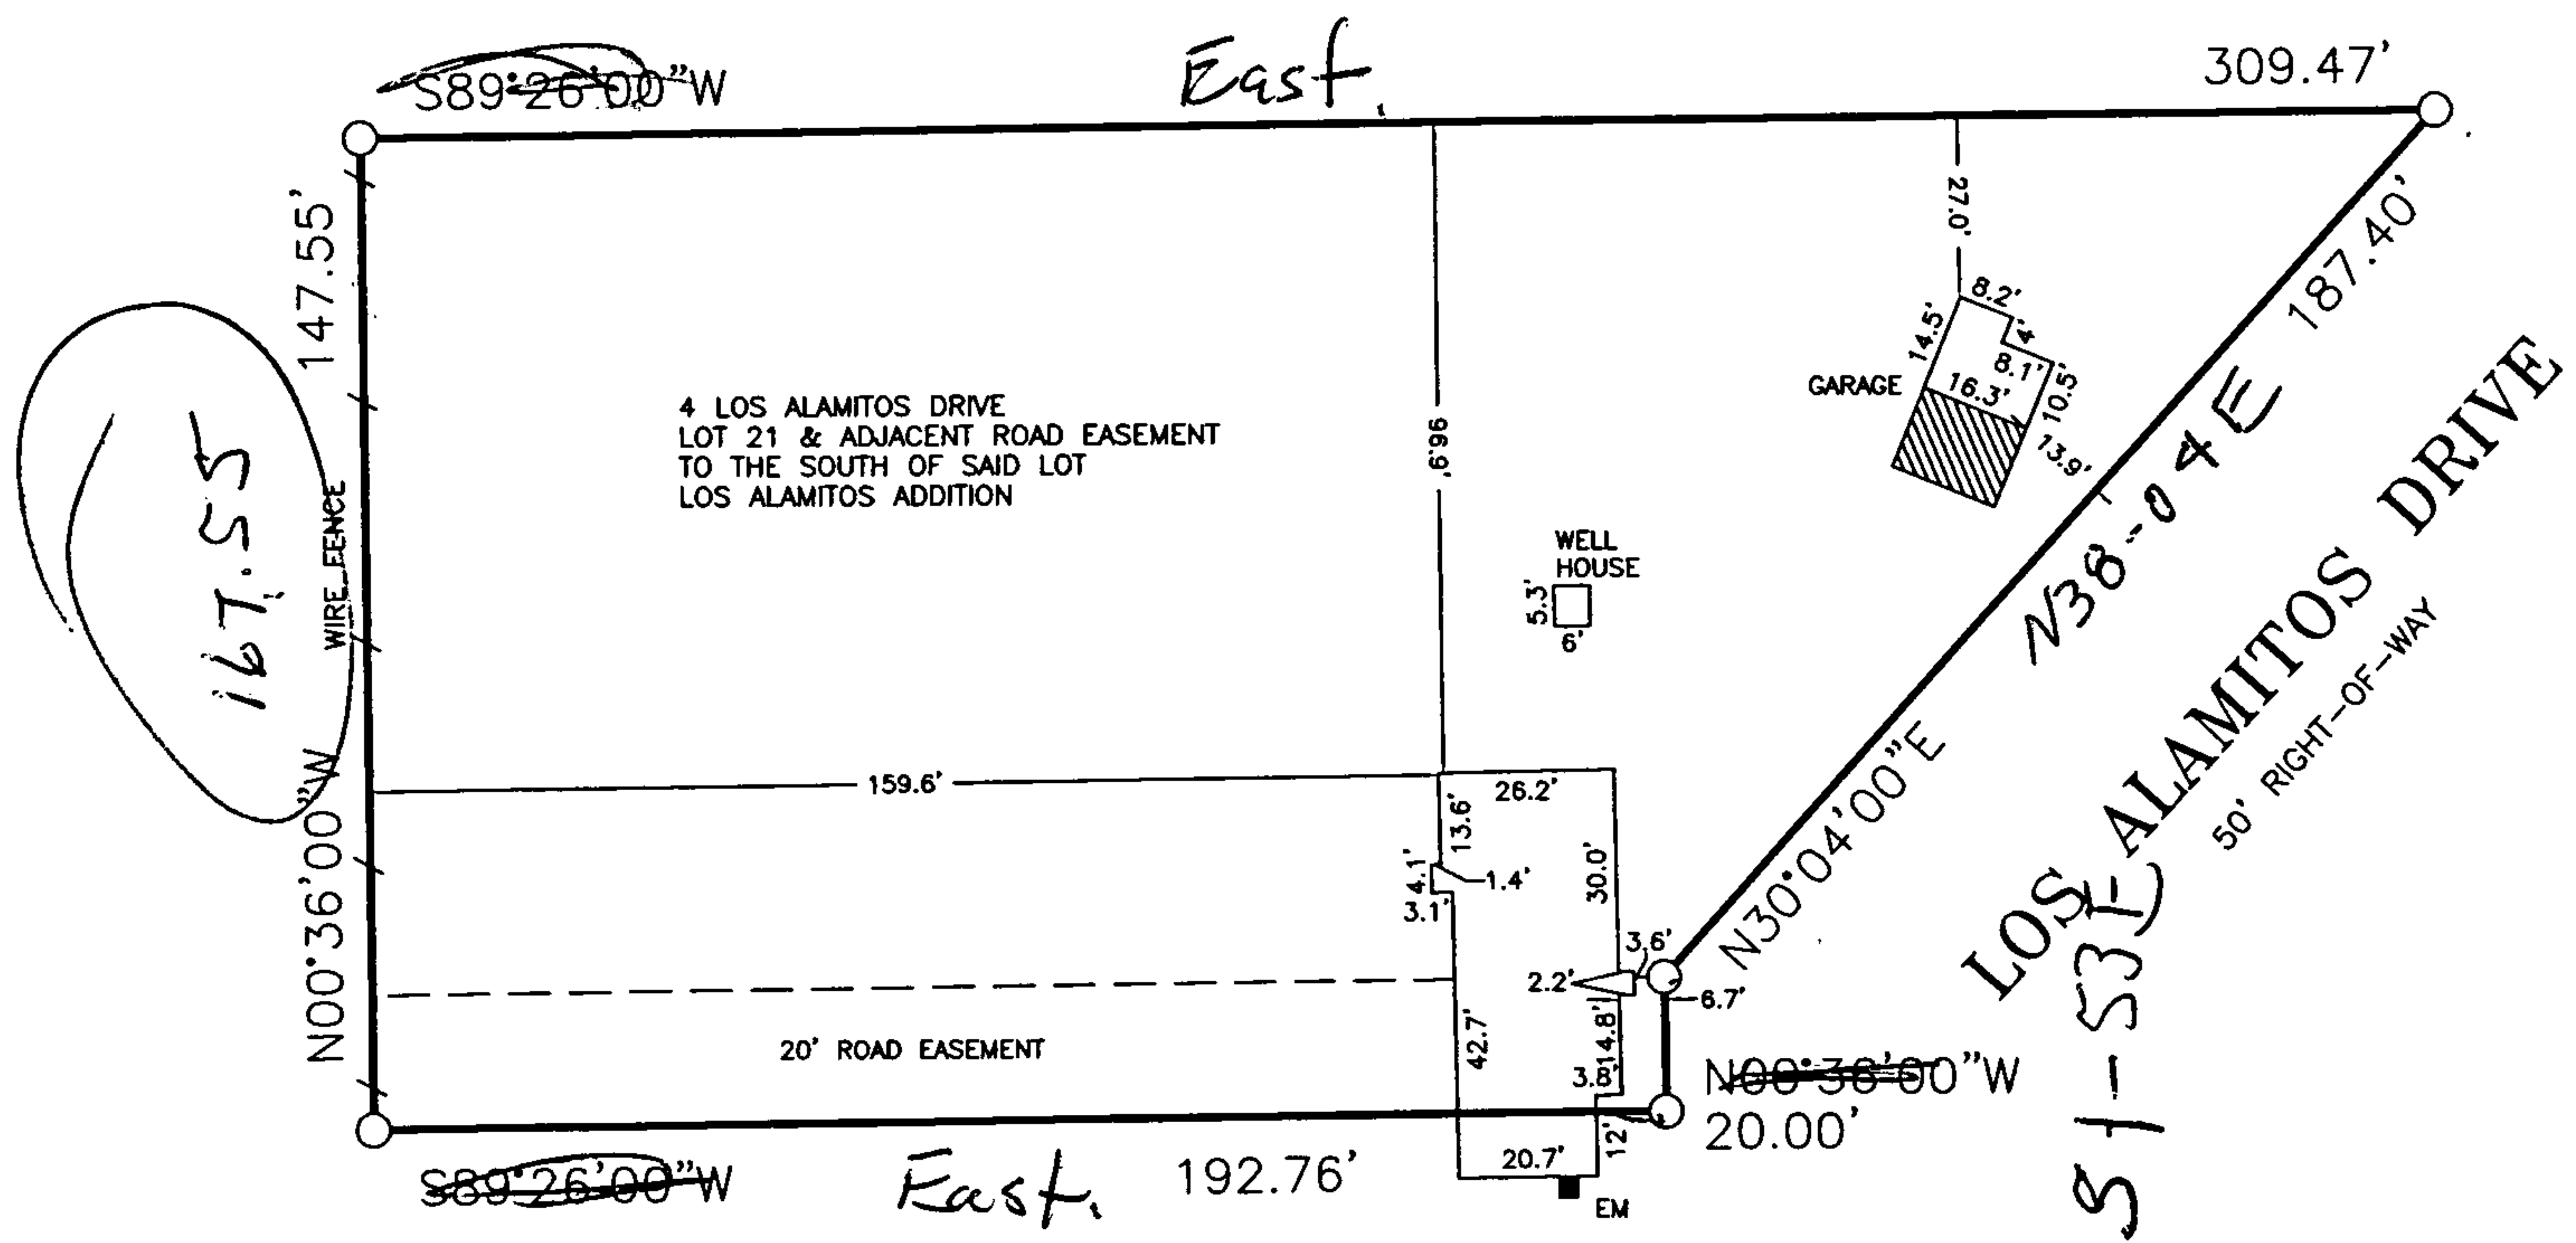 S89°26'00"W
East.
309.47'
147.55'
167.55
WIRE FENCE
N00°36'00"W
4 LOS ALAMITOS DRIVE
LOT 21 & ADJACENT ROAD EASEMENT
TO THE SOUTH OF SAID LOT
LOS ALAMITOS ADDITION
96.9'
27.0'
8.2'
4'
14.5'
8.1'
GARAGE
16.3'
10.5'
13.9'
187.40'
N38-04E
WELL
HOUSE
5.3'
6'
LOS ALAMITOS DRIVE
50' RIGHT-OF-WAY
N30°04'00"E
159.6'
26.2'
13.6'
4.1'
1.4'
3.1'
30.0'
3.6'
2.2'
6.7'
42.7'
14.8'
3.8'
20' ROAD EASEMENT
N00°36'00"W
20.00'
S1-53E
12'
20.7'
EM
S89°26'00"W
East.
192.76'